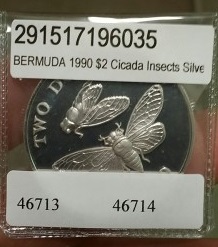 291517196035
BERMUDA 1990 $2 Cicada Insects Silve
TWO D
46713 46714